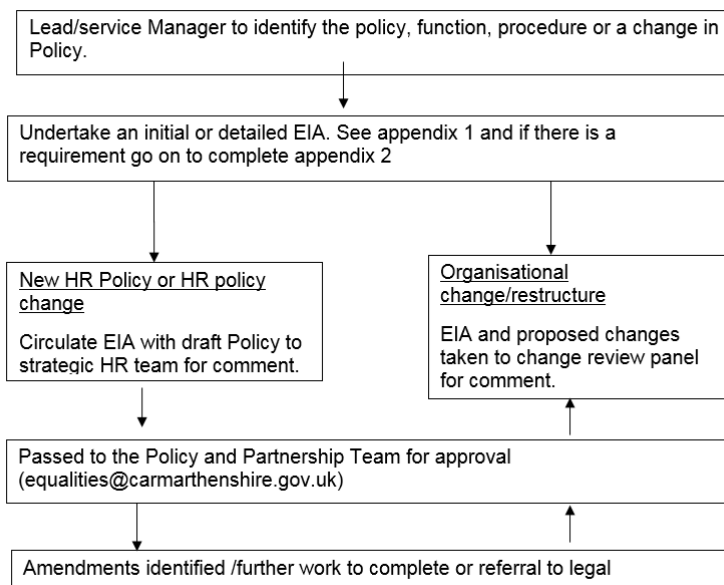 Lead/service Manager to identify the policy, function, procedure or a change in
Policy.
Undertake an initial or detailed EIA. See appendix 1 and if there is a
requirement go on to complete appendix 2
New HR Policy or HR policy
change
Circulate EIA with draft Policy to
strategic HR team for comment.
Organisational
change/restructure
EIA and proposed changes
taken to change review panel
for comment.
Passed to the Policy and Partnership Team for approval
(equalities@carmarthenshire.gov.uk)
Amendments identified /further work to complete or referral to legal